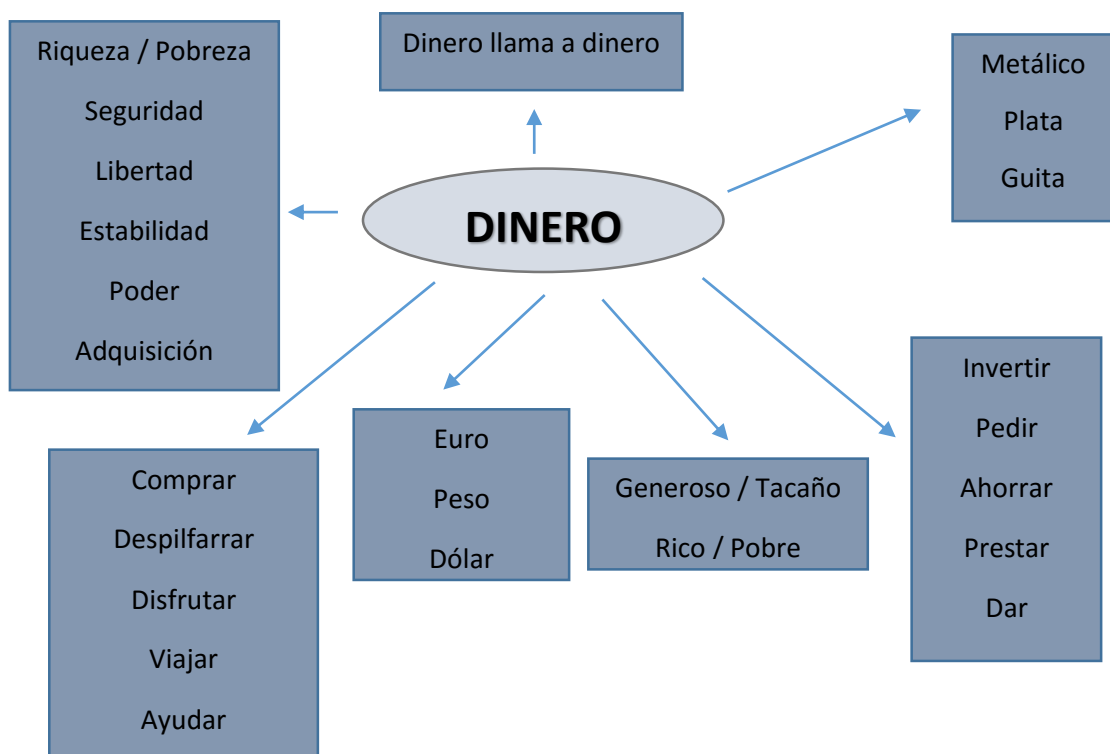 Riqueza / Pobreza
Seguridad
Libertad
Estabilidad
Poder
Adquisición
Dinero llama a dinero
Metálico
Plata
Guita
DINERO
Comprar
Despilfarrar
Disfrutar
Viajar
Ayudar
Euro
Peso
Dólar
Generoso / Tacaño
Rico / Pobre
Invertir
Pedir
Ahorrar
Prestar
Dar